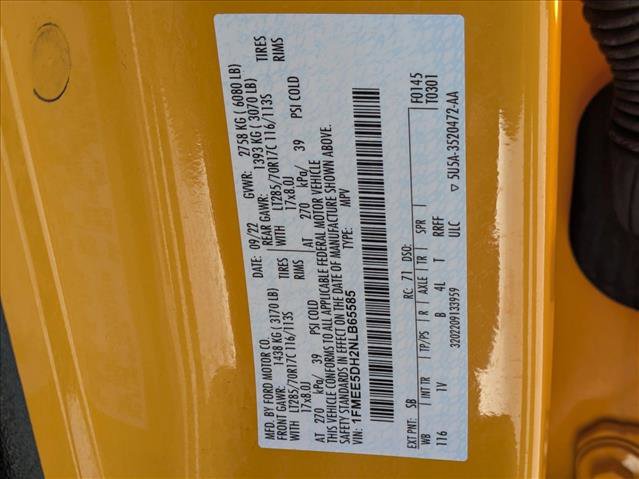 MFD. BY FORD MOTOR CO.
DATE: 09/22 GVWR: 2758 KG ( 6080 LB)
FRONT GAWR: 1438 KG ( 3170 LB) REAR GAWR: 1393 KG ( 3070 LB)
WITH LT285/70R17C 116/113S TIRES WITH LT285/70R17C 116/113S TIRES
17x8.0J RIMS 17x8.0J RIMS
AT 270 kPa/ 39 PSI COLD AT 270 kPa/ 39 PSI COLD
THIS VEHICLE CONFORMS TO ALL APPLICABLE FEDERAL MOTOR VEHICLE
SAFETY STANDARDS IN EFFECT ON THE DATE OF MANUFACTURE SHOWN ABOVE.
VIN: 1FMEE5DH2NLB65585 TYPE: MPV
F0145
T0301
EXT PNT: SB RC: 71 DSO:
WB INT TR TP/PS R AXLE TR SPR
116 1V B 4L T RRFF
3202209133959 ULC ▽ 5U5A-3520472-AA